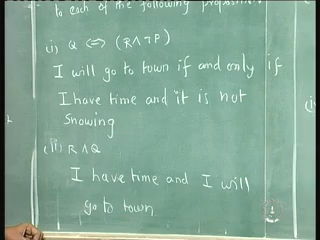 to each of the following
(i) Q ⇔ (R∧¬P)
I will go to town if and only if
I have time and it is not
snowing
(ii) R∧Q
I have time and I will
go to town.